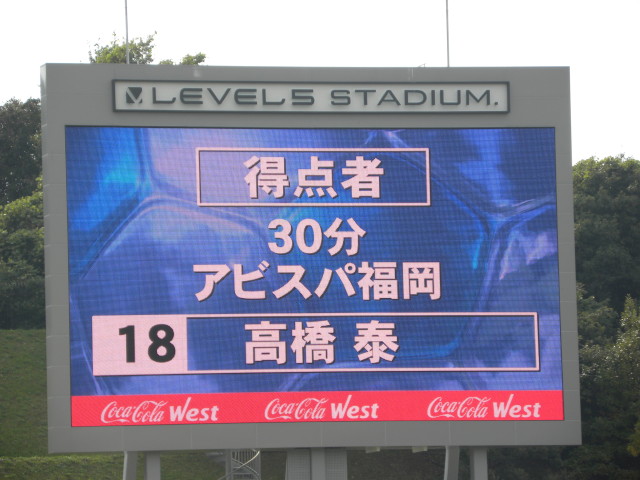 LEVEL5 STADIUM.
得点者
30分
アビスパ福岡
18 高橋 泰
Coca-Cola West Coca-Cola West Coca-Cola West